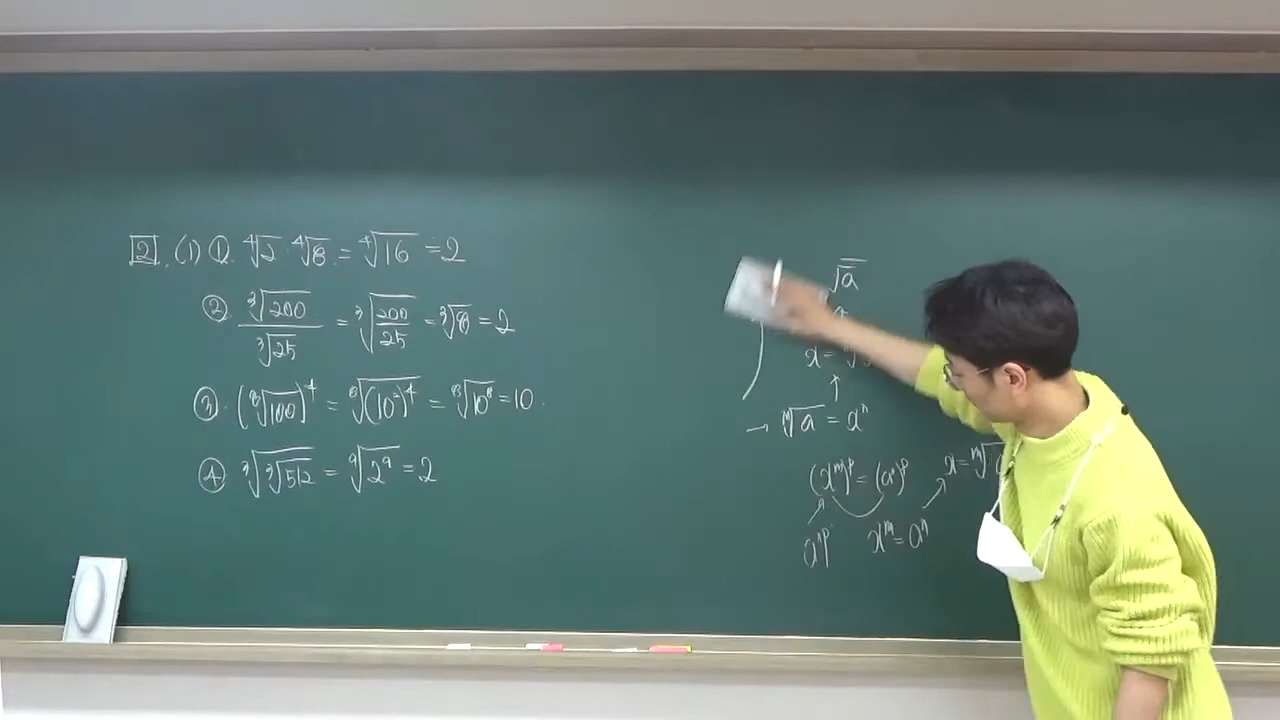 2. (1) ① ⁴√2 · ⁴√8 = ⁴√16 = 2
② ³√200 / ³√25 = ³√(200/25) = ³√8 = 2
③ (⁸√100)⁴ = ⁸√(10²)⁴ = ⁸√10⁸ = 10.
④ ³√(³√512) = ⁹√2⁹ = 2
√a
→ ᵐ√a = aⁿ
(xᵐ)ᵖ = (aⁿ)ᵖ
aⁿᵖ xᵐ = aⁿ